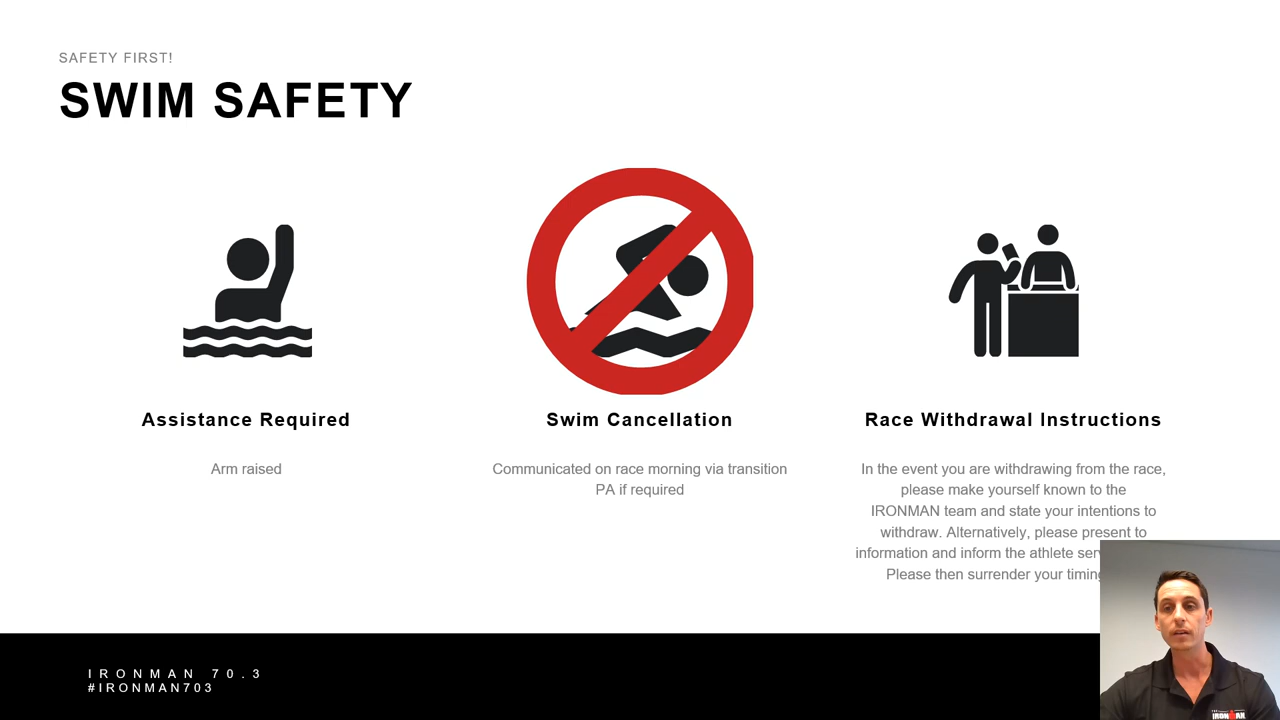 SAFETY FIRST!
SWIM SAFETY
Assistance Required
Arm raised
Swim Cancellation
Communicated on race morning via transition
PA if required
Race Withdrawal Instructions
In the event you are withdrawing from the race,
please make yourself known to the
IRONMAN team and state your intentions to
withdraw. Alternatively, please present to
information and inform the athlete
Please then surrender your timing
IRONMAN 70.3
#IRONMAN703
IRONMAN